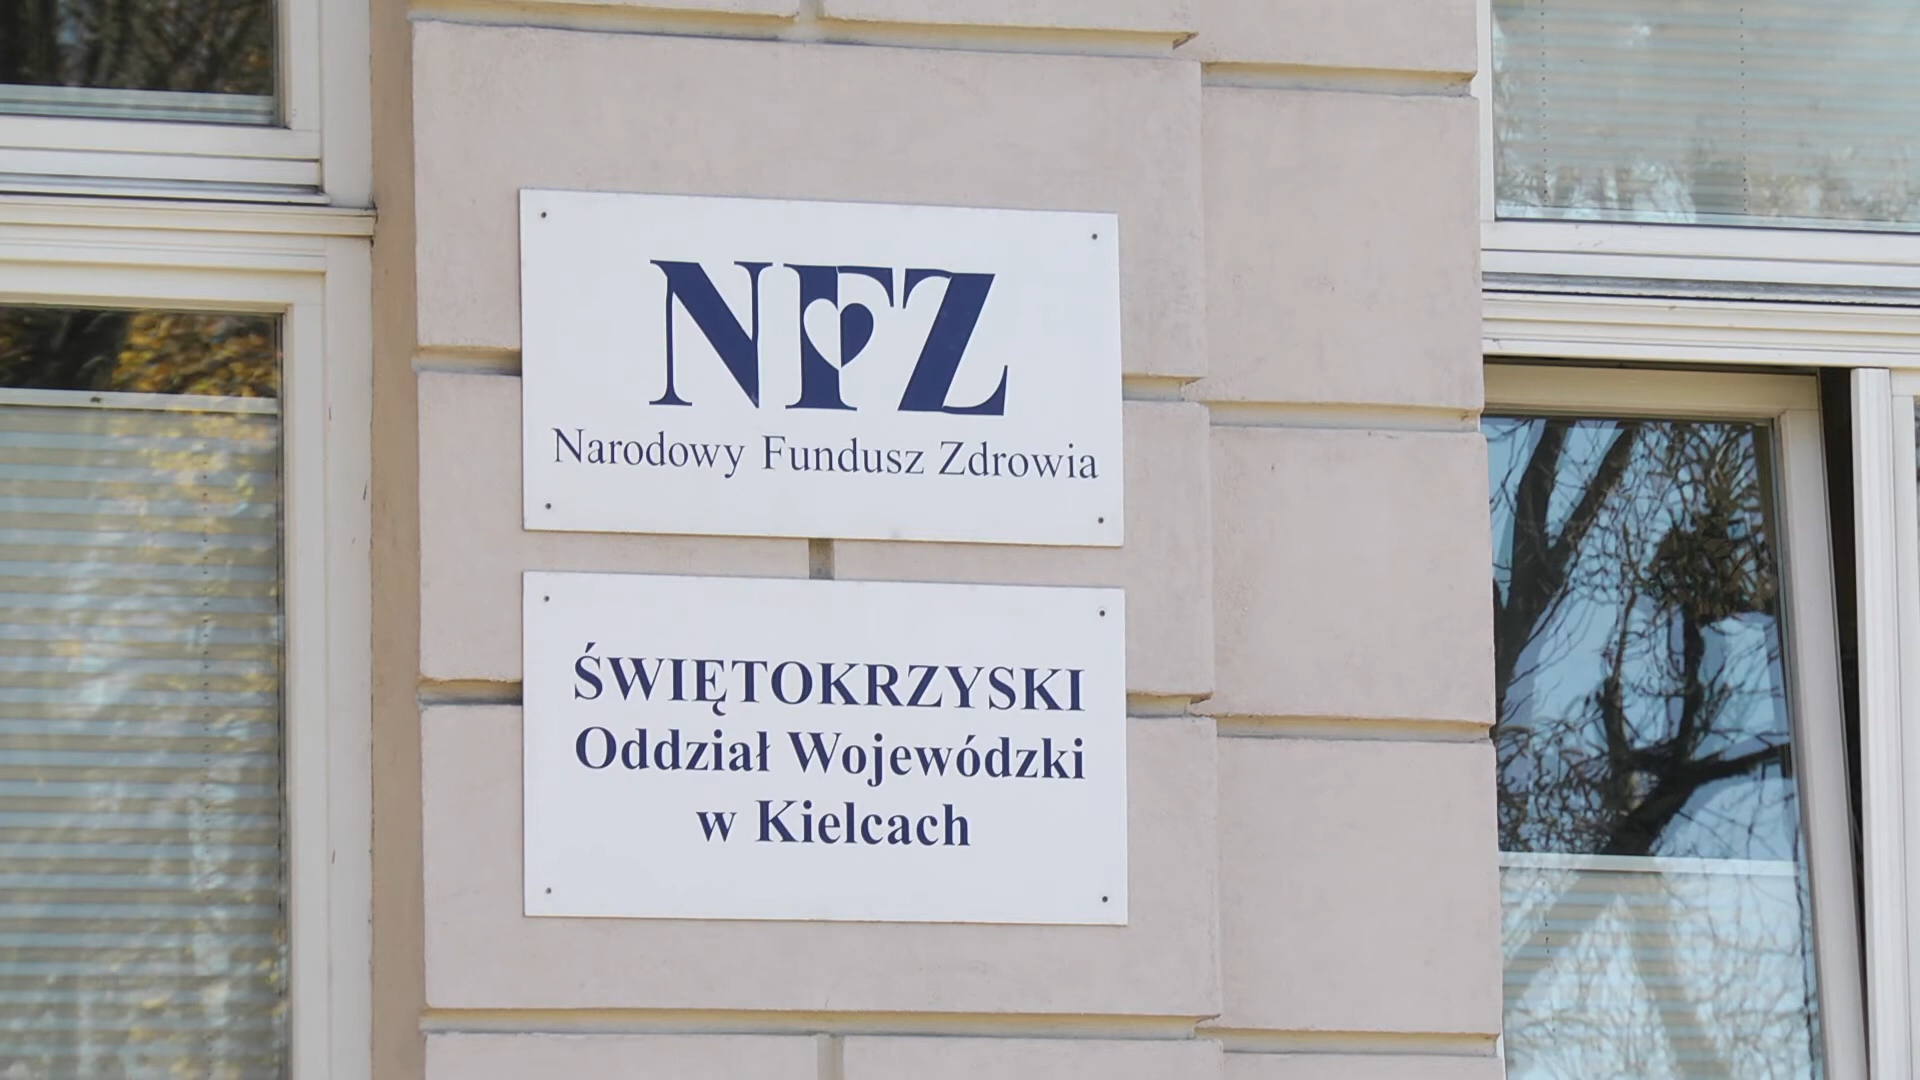 NFZ
Narodowy Fundusz Zdrowia
ŚWIĘTOKRZYSKI
Oddział Wojewódzki
w Kielcach